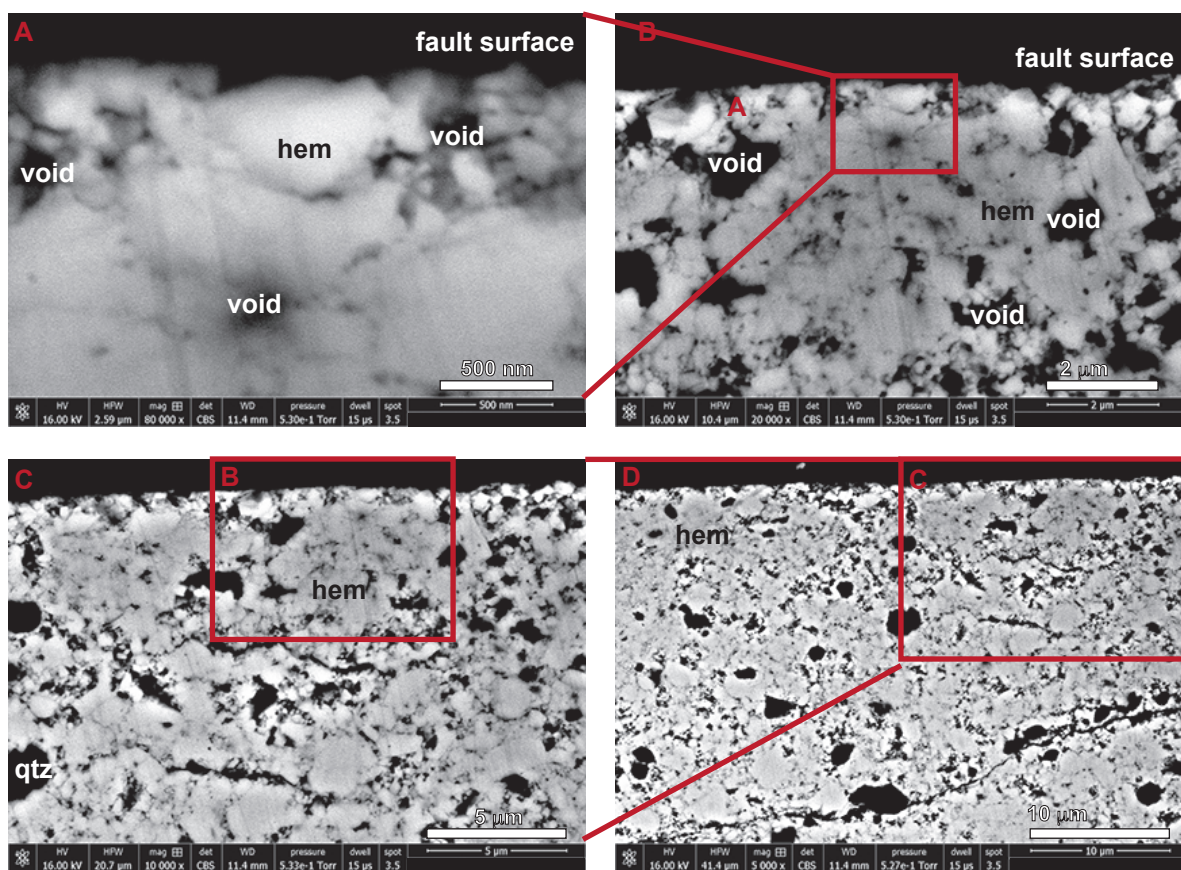 A
fault surface
void
void
hem
void
500 nm
HV HFW mag det WD pressure dwell spot
16.00 kV 2.59 µm 80 000 x CBS 11.4 mm 5.30e-1 Torr 15 µs 3.5
500 nm
B
fault surface
A
void
hem
void
void
2 µm
HV HFW mag det WD pressure dwell spot
16.00 kV 10.4 µm 20 000 x CBS 11.4 mm 5.30e-1 Torr 15 µs 3.5
2 µm
C
B
hem
qtz
5 µm
HV HFW mag det WD pressure dwell spot
16.00 kV 20.7 µm 10 000 x CBS 11.4 mm 5.33e-1 Torr 15 µs 3.5
5 µm
D
C
hem
10 µm
HV HFW mag det WD pressure dwell spot
16.00 kV 41.4 µm 5 000 x CBS 11.4 mm 5.27e-1 Torr 15 µs 3.5
10 µm